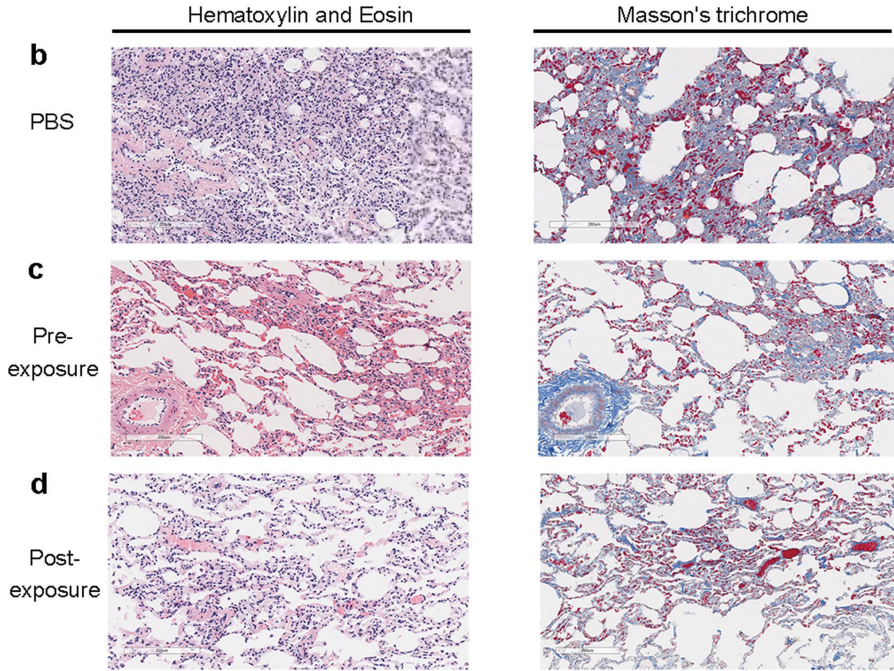 Hematoxylin and Eosin
Masson's trichrome
b
PBS
c
Pre-
exposure
d
Post-
exposure